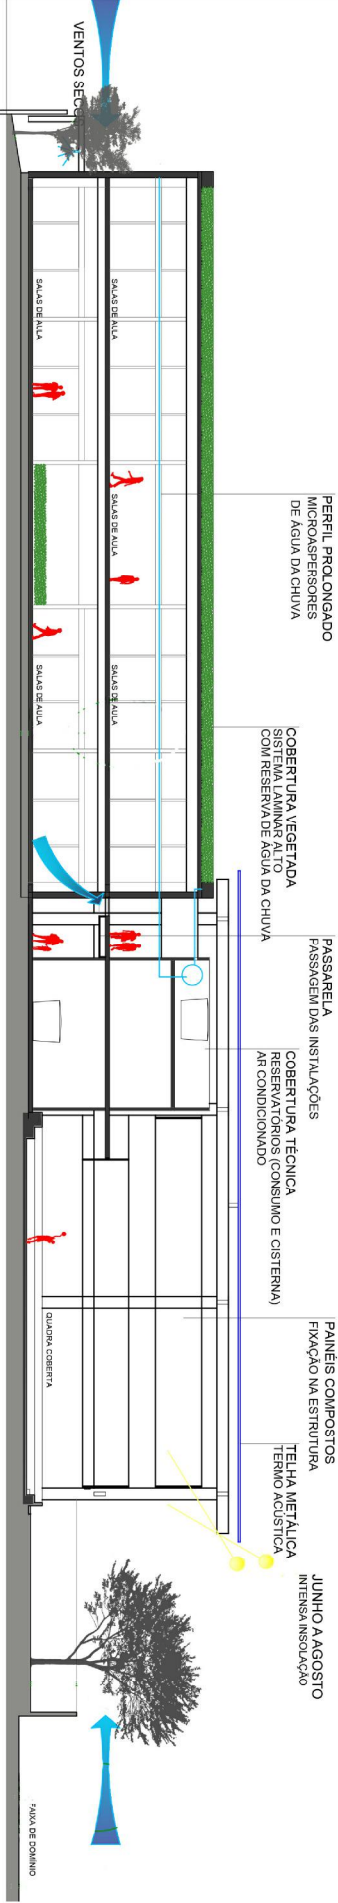 VENTOS
PERFIL PROLONGADO
MICROASPERSORES
DE ÁGUA DA CHUVA
COBERTURA VEGETADA
SISTEMA LAMINAR ALTO
COM RESERVA DE ÁGUA DA CHUVA
PASSARELA
PASSAGEM DAS INSTALAÇÕES
COBERTURA TÉCNICA
RESERVATÓRIOS (CONSUMO E CISTERNA)
AR CONDICIONADO
PAINÉIS COMPOSTOS
FIXAÇÃO NA ESTRUTURA
TELHA METÁLICA
TERMO ACÚSTICA
JUNHO A AGOSTO
INTENSA INSOLAÇÃO
SALAS DE AULA
SALAS DE AULA
SALAS DE AULA
SALAS DE AULA
SALAS DE AULA
QUADRA COBERTA
FAIXA DE DOMÍNIO